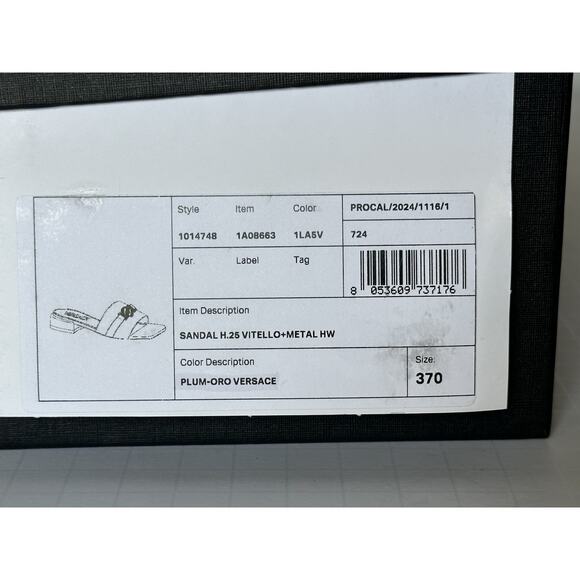 Style Item Color PROCAL/2024/1116/1
1014748 1A08663 1LA5V 724
Var. Label Tag
8 053609 737176
Item Description
SANDAL H.25 VITELLO+METAL HW
Color Description Size:
PLUM-ORO VERSACE 370